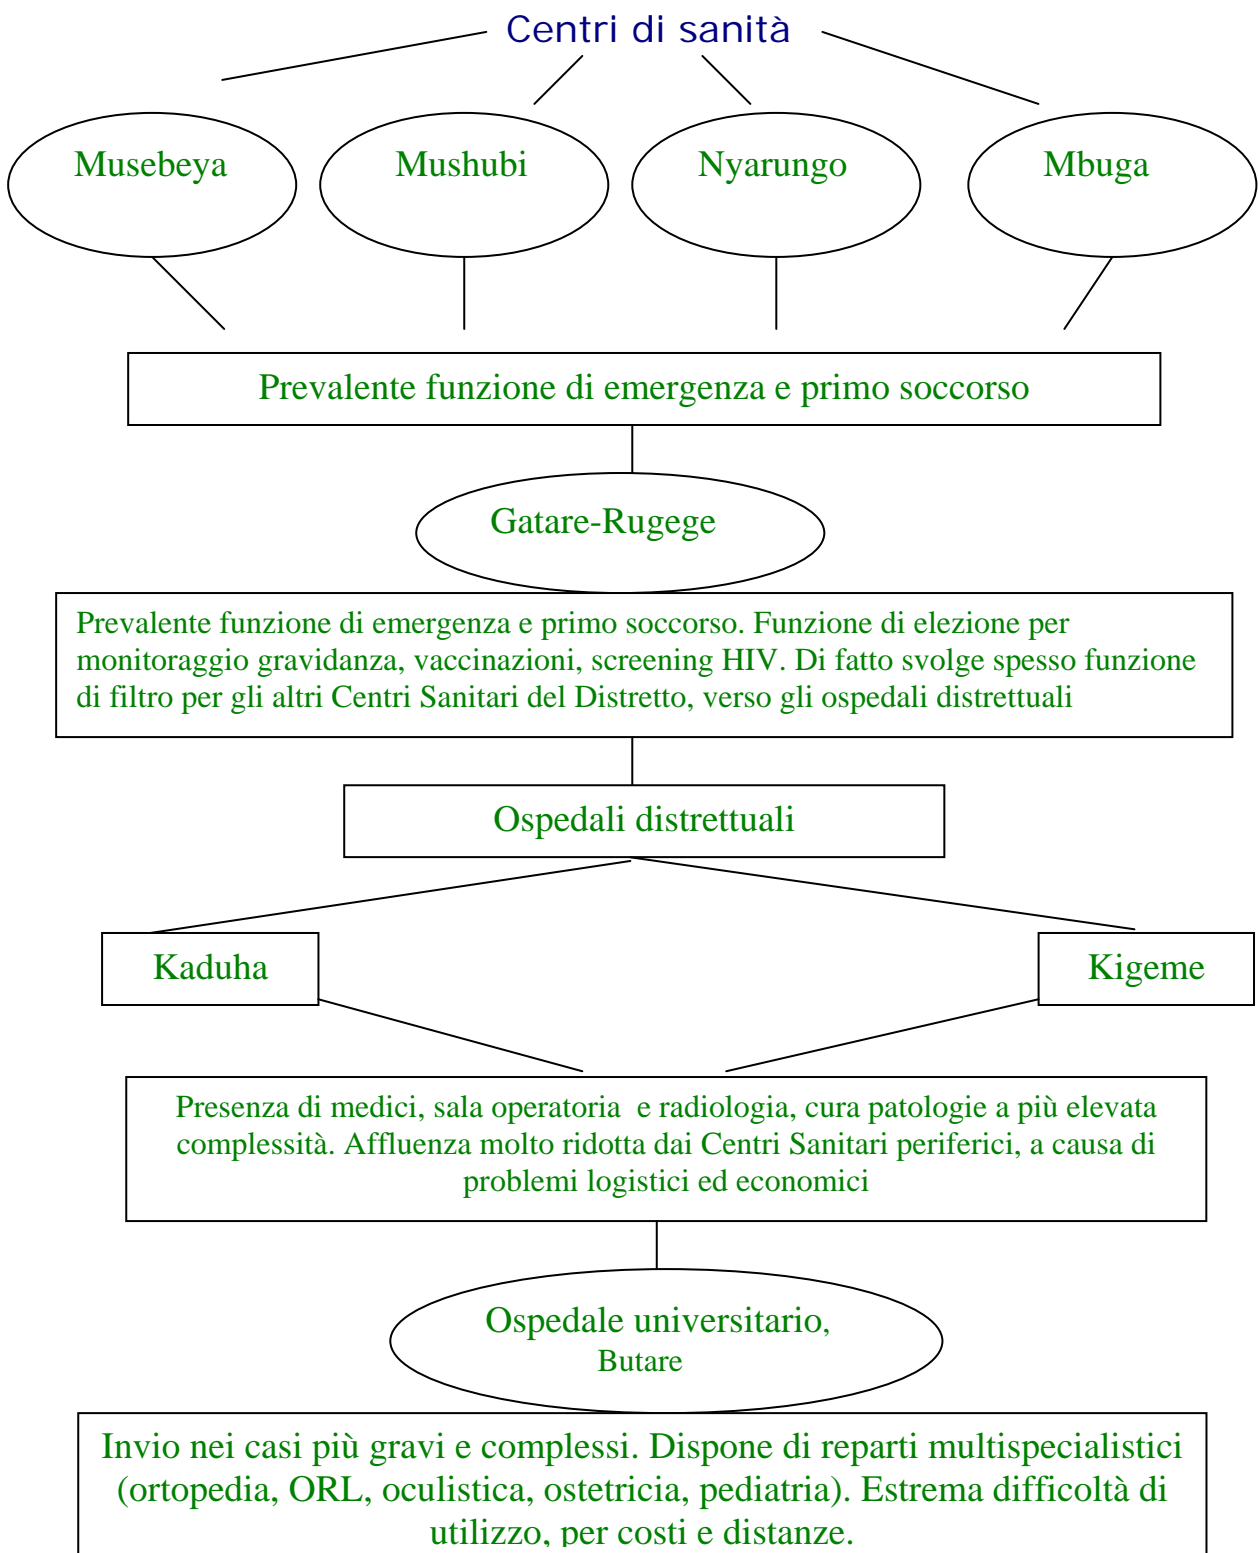 Centri di sanità
Musebeya
Mushubi
Nyarungo
Mbuga
Prevalente funzione di emergenza e primo soccorso
Gatare-Rugege
Prevalente funzione di emergenza e primo soccorso. Funzione di elezione per
monitoraggio gravidanza, vaccinazioni, screening HIV. Di fatto svolge spesso funzione
di filtro per gli altri Centri Sanitari del Distretto, verso gli ospedali distrettuali
Ospedali distrettuali
Kaduha
Kigeme
Presenza di medici, sala operatoria e radiologia, cura patologie a più elevata
complessità. Affluenza molto ridotta dai Centri Sanitari periferici, a causa di
problemi logistici ed economici
Ospedale universitario,
Butare
Invio nei casi più gravi e complessi. Dispone di reparti multispecialistici
(ortopedia, ORL, oculistica, ostetricia, pediatria). Estrema difficoltà di
utilizzo, per costi e distanze.